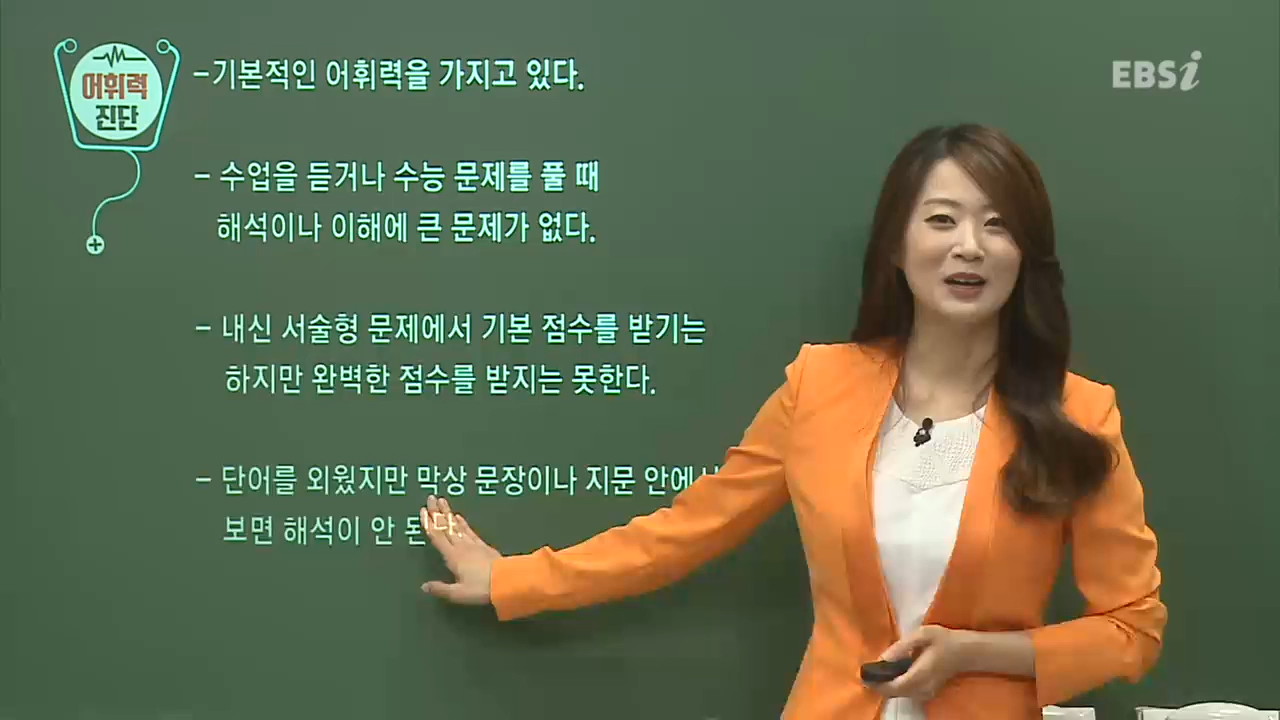 어휘력
진단
-기본적인 어휘력을 가지고 있다.
EBSi
- 수업을 듣거나 수능 문제를 풀 때
해석이나 이해에 큰 문제가 없다.
- 내신 서술형 문제에서 기본 점수를 받기는
하지만 완벽한 점수를 받지는 못한다.
- 단어를 외웠지만 막상 문장이나 지문 안에서
보면 해석이 안 된다.